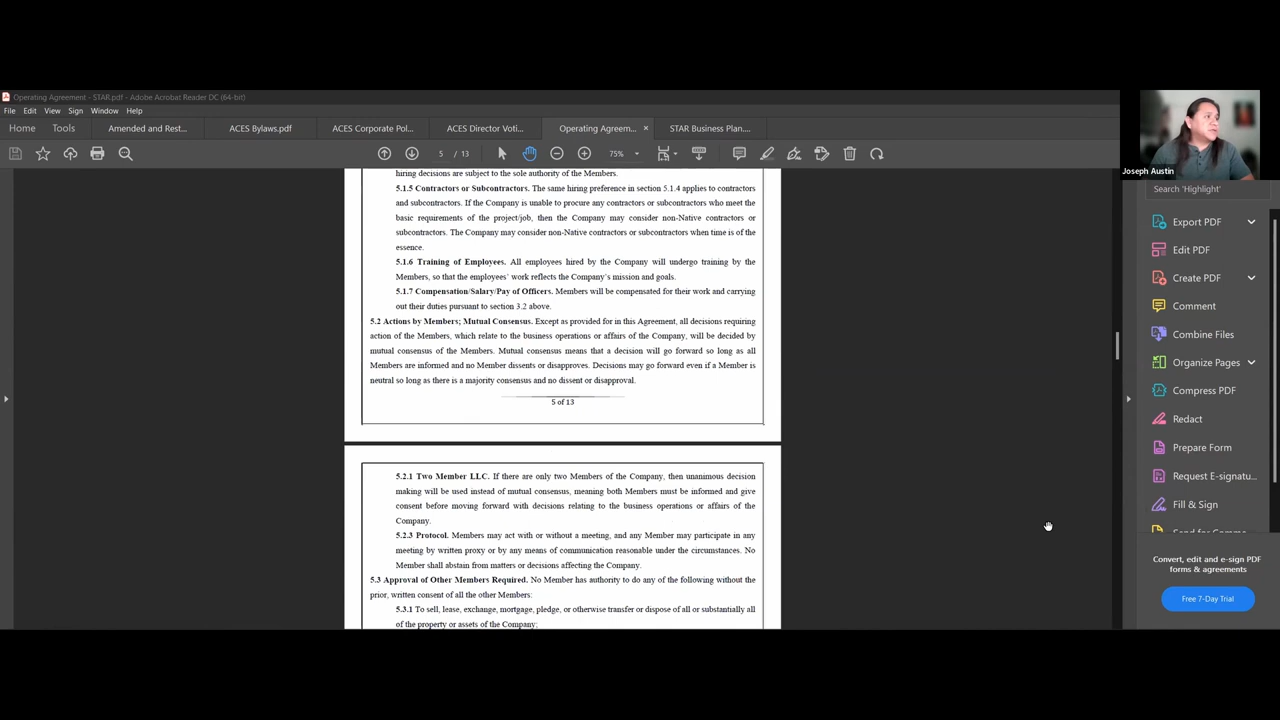 Operating Agreement - STAR.pdf - Adobe Acrobat Reader DC (64-bit)
File Edit View Sign Window Help
Home Tools Amended and Rest... ACES Bylaws.pdf ACES Corporate Pol... ACES Director Voti... Operating Agreem... × STAR Business Plan....
5 / 13 75%
Joseph Austin
Search 'Highlight'
hiring decisions are subject to the sole authority of the Members.
5.1.5 Contractors or Subcontractors. The same hiring preference in section 5.1.4 applies to contractors
and subcontractors. If the Company is unable to procure any contractors or subcontractors who meet the
basic requirements of the project/job, then the Company may consider non-Native contractors or
subcontractors. The Company may consider non-Native contractors or subcontractors when time is of the
essence.
5.1.6 Training of Employees. All employees hired by the Company will undergo training by the
Members, so that the employees' work reflects the Company's mission and goals.
5.1.7 Compensation/Salary/Pay of Officers. Members will be compensated for their work and carrying
out their duties pursuant to section 3.2 above.
5.2 Actions by Members; Mutual Consensus. Except as provided for in this Agreement, all decisions requiring
action of the Members, which relate to the business operations or affairs of the Company, will be decided by
mutual consensus of the Members. Mutual consensus means that a decision will go forward so long as all
Members are informed and no Member dissents or disapproves. Decisions may go forward even if a Member is
neutral so long as there is a majority consensus and no dissent or disapproval.
5 of 13
5.2.1 Two Member LLC. If there are only two Members of the Company, then unanimous decision
making will be used instead of mutual consensus, meaning both Members must be informed and give
consent before moving forward with decisions relating to the business operations or affairs of the
Company.
5.2.3 Protocol. Members may act with or without a meeting, and any Member may participate in any
meeting by written proxy or by any means of communication reasonable under the circumstances. No
Member shall abstain from matters or decisions affecting the Company.
5.3 Approval of Other Members Required. No Member has authority to do any of the following without the
prior, written consent of all the other Members:
5.3.1 To sell, lease, exchange, mortgage, pledge, or otherwise transfer or dispose of all or substantially all
of the property or assets of the Company;
Export PDF
Edit PDF
Create PDF
Comment
Combine Files
Organize Pages
Compress PDF
Redact
Prepare Form
Request E-signatu...
Fill & Sign
Convert, edit and e-sign PDF
forms & agreements
Free 7-Day Trial